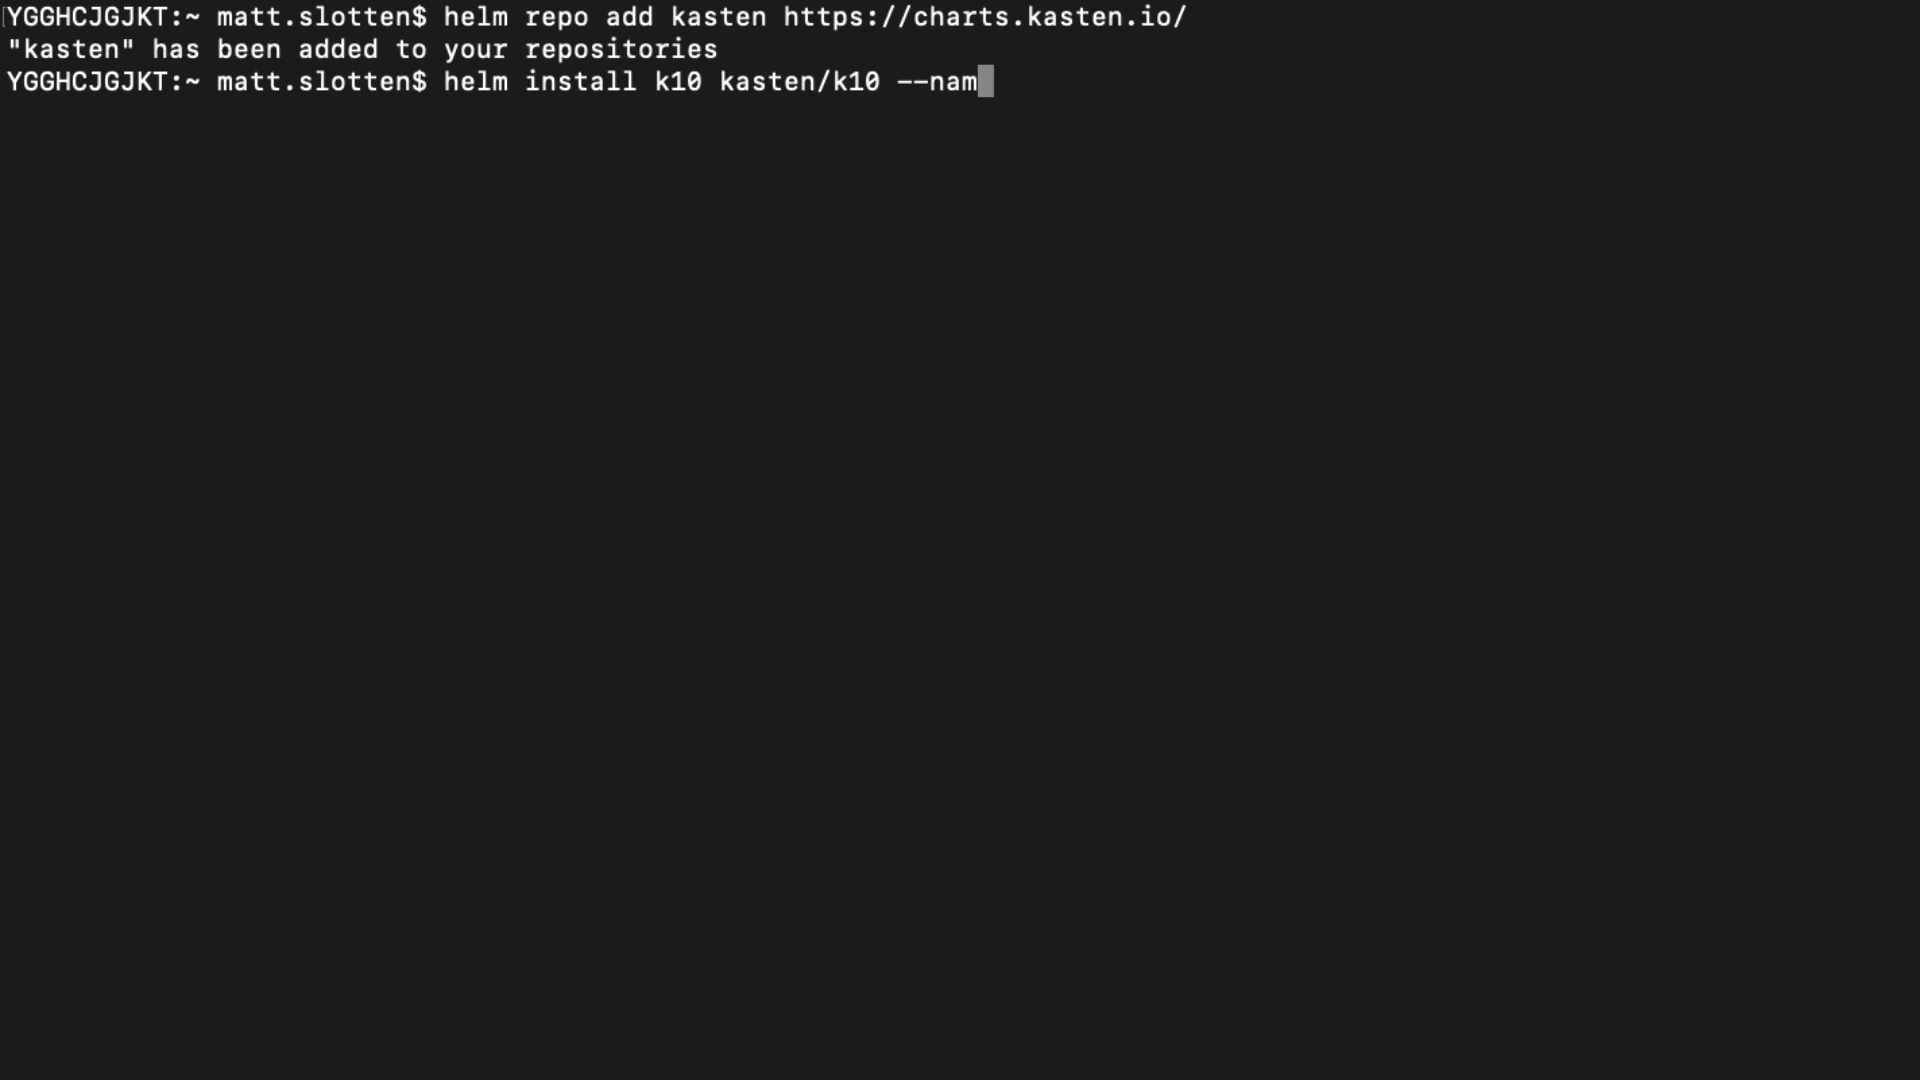 YGGHCJGJKT:~ matt.slotten$ helm repo add kasten https://charts.kasten.io/
"kasten" has been added to your repositories
YGGHCJGJKT:~ matt.slotten$ helm install k10 kasten/k10 --nam